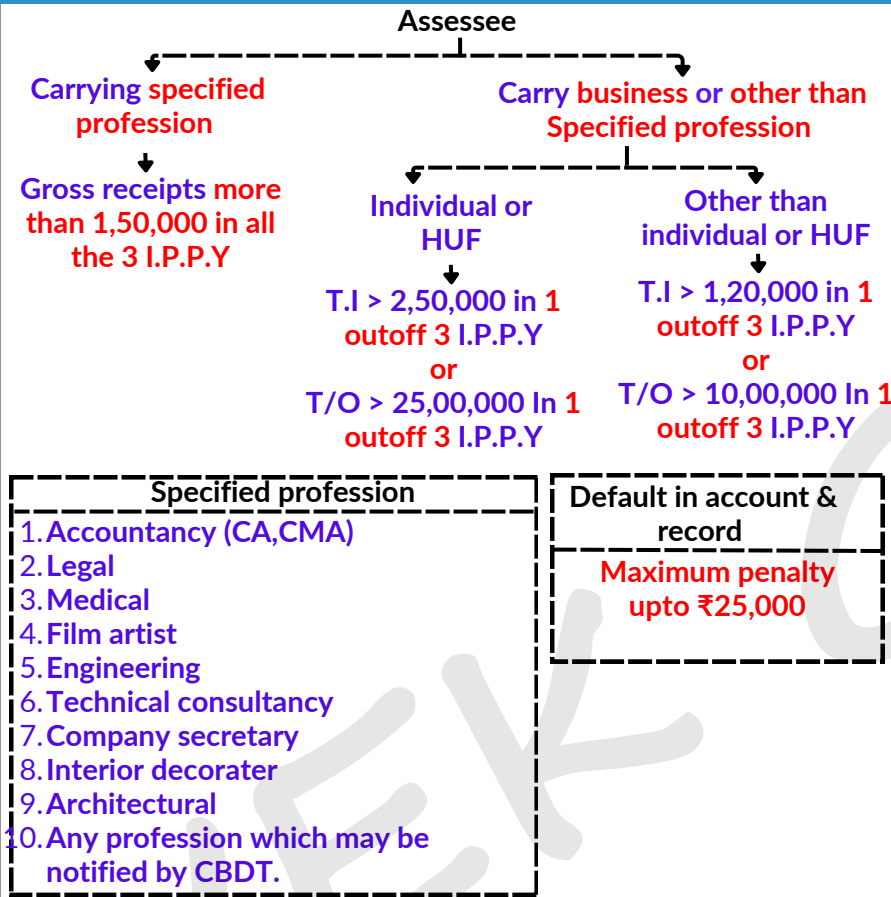 Assessee
Carrying specified
profession
Gross receipts more
than 1,50,000 in all
the 3 I.P.P.Y
Carry business or other than
Specified profession
Individual or
HUF
T.I > 2,50,000 in 1
outoff 3 I.P.P.Y
or
T/O > 25,00,000 In 1
outoff 3 I.P.P.Y
Other than
individual or HUF
T.I > 1,20,000 in 1
outoff 3 I.P.P.Y
or
T/O > 10,00,000 In 1
outoff 3 I.P.P.Y
Specified profession
1. Accountancy (CA,CMA)
2. Legal
3. Medical
4. Film artist
5. Engineering
6. Technical consultancy
7. Company secretary
8. Interior decorater
9. Architectural
10. Any profession which may be
notified by CBDT.
Default in account &
record
Maximum penalty
upto ₹25,000